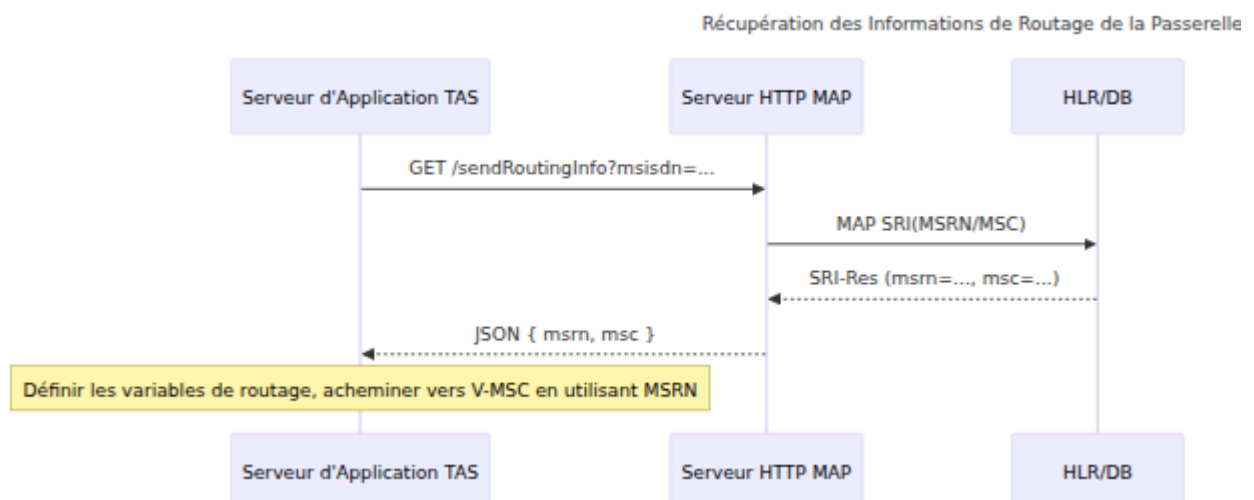 Récupération des Informations de Routage de la Passerelle
Serveur d'Application TAS
Serveur HTTP MAP
HLR/DB
GET /sendRoutingInfo?msisdn=...
MAP SRI(MSRN/MSC)
SRI-Res (msrn=..., msc=...)
JSON { msrn, msc }
Définir les variables de routage, acheminer vers V-MSC en utilisant MSRN
Serveur d'Application TAS
Serveur HTTP MAP
HLR/DB